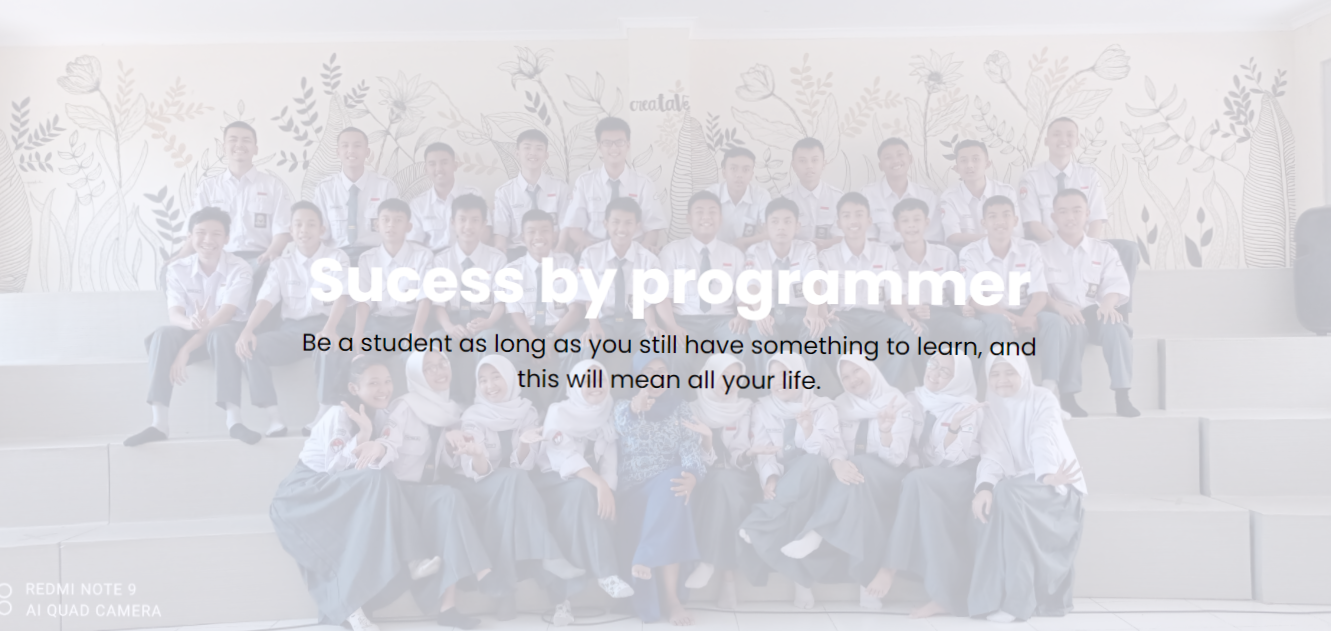 Sucess by programmer
Be a student as long as you still have something to learn, and
this will mean all your life.
REDMI NOTE 9
AI QUAD CAMERA